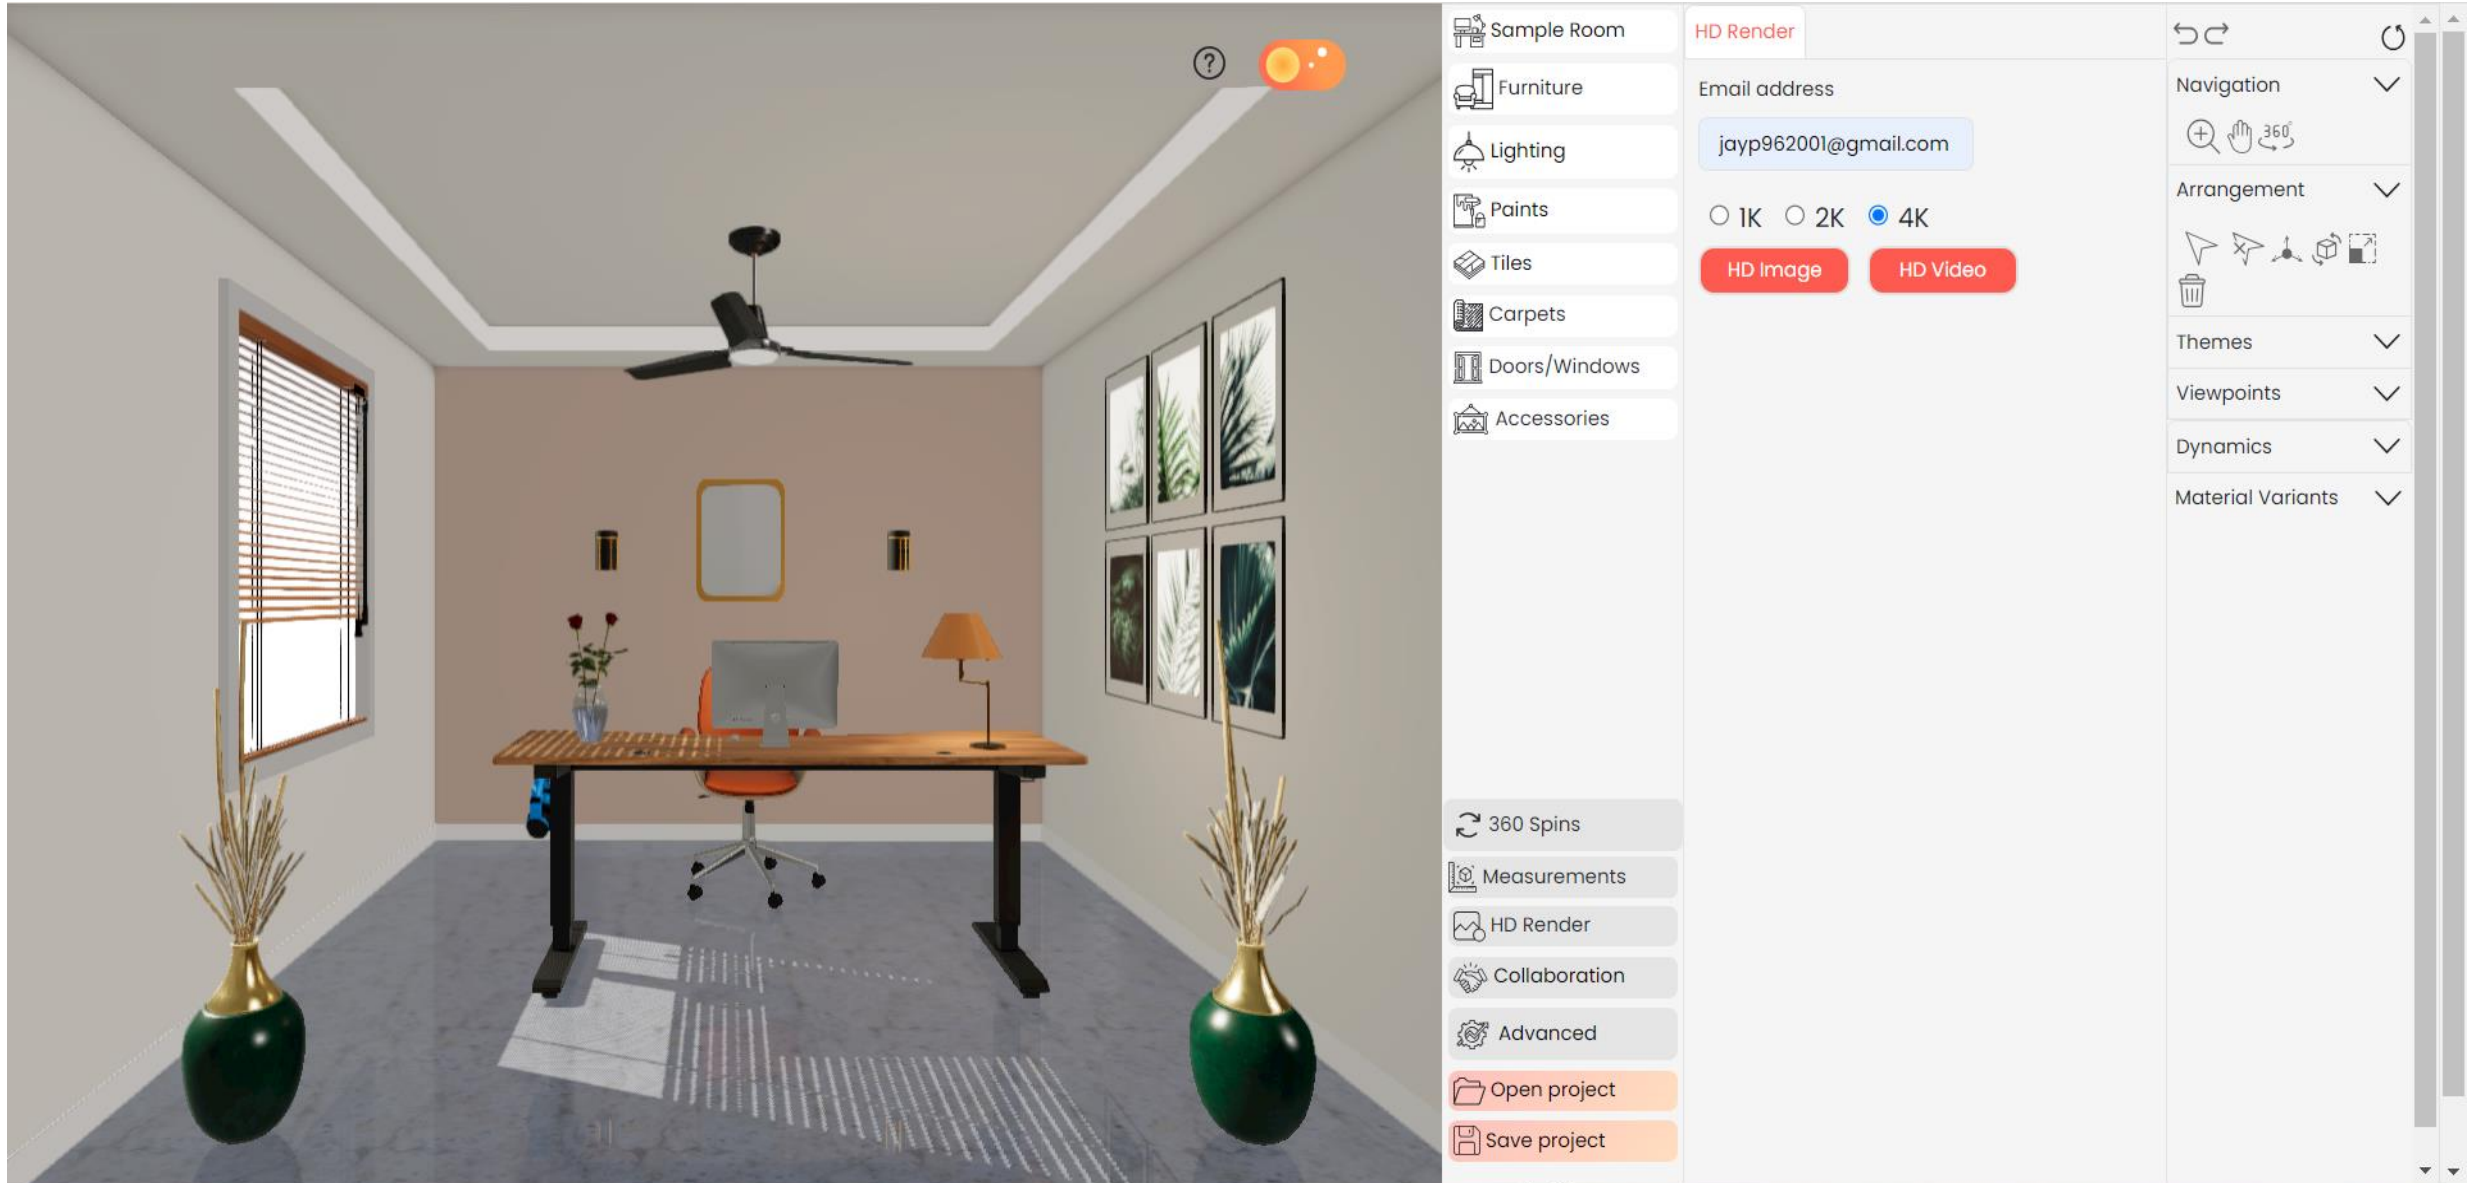 Sample Room
Furniture
Lighting
Paints
Tiles
Carpets
Doors/Windows
Accessories
360 Spins
Measurements
HD Render
Collaboration
Advanced
Open project
Save project
HD Render
Email address
jayp962001@gmail.com
1K 2K 4K
HD Image HD Video
Navigation
360°
Arrangement
Themes
Viewpoints
Dynamics
Material Variants